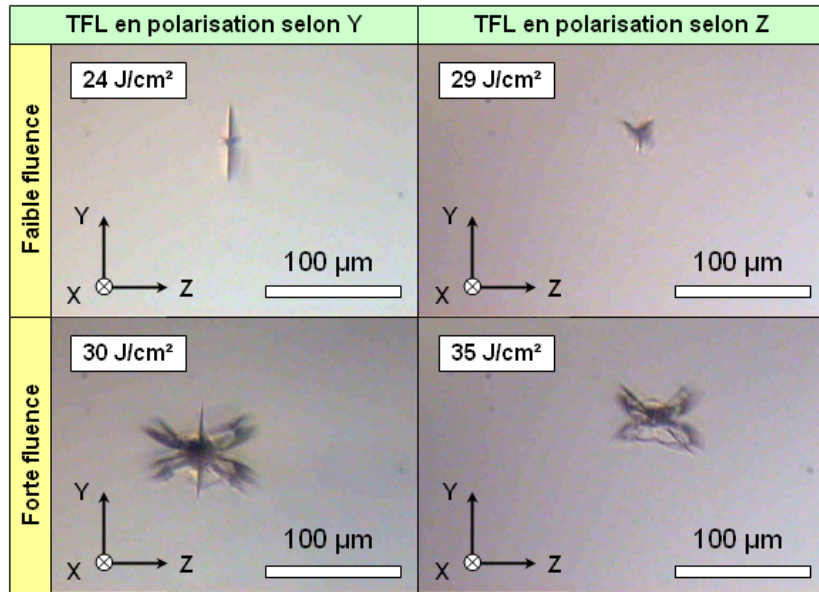 TFL en polarisation selon Y
TFL en polarisation selon Z
Faible fluence
24 J/cm²
Y
X
Z
100 µm
29 J/cm²
Y
X
Z
100 µm
Forte fluence
30 J/cm²
Y
X
Z
100 µm
35 J/cm²
Y
X
Z
100 µm